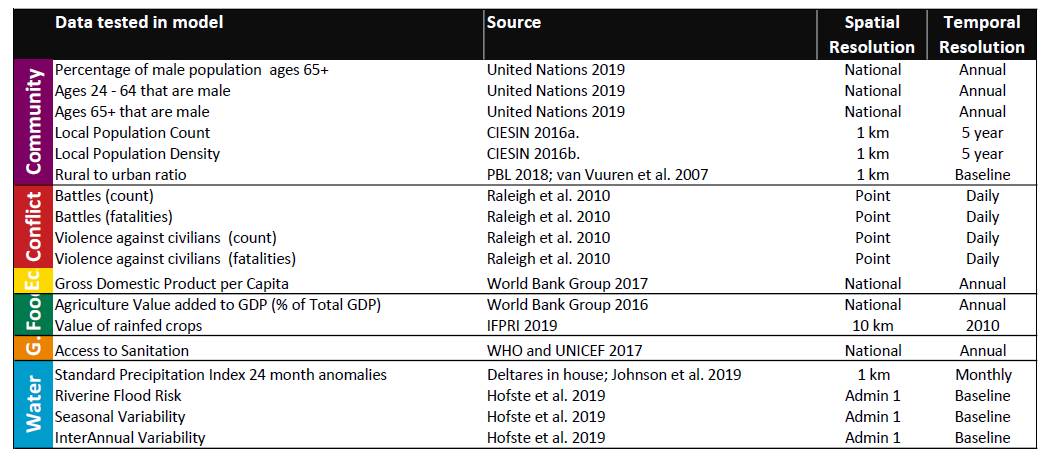 Data tested in model Source Spatial Resolution Temporal Resolution
Community
Percentage of male population ages 65+ United Nations 2019 National Annual
Ages 24 - 64 that are male United Nations 2019 National Annual
Ages 65+ that are male United Nations 2019 National Annual
Local Population Count CIESIN 2016a. 1 km 5 year
Local Population Density CIESIN 2016b. 1 km 5 year
Rural to urban ratio PBL 2018; van Vuuren et al. 2007 1 km Baseline
Conflict
Battles (count) Raleigh et al. 2010 Point Daily
Battles (fatalities) Raleigh et al. 2010 Point Daily
Violence against civilians (count) Raleigh et al. 2010 Point Daily
Violence against civilians (fatalities) Raleigh et al. 2010 Point Daily
Ec
Gross Domestic Product per Capita World Bank Group 2017 National Annual
Food
Agriculture Value added to GDP (% of Total GDP) World Bank Group 2016 National Annual
Value of rainfed crops IFPRI 2019 10 km 2010
G.
Access to Sanitation WHO and UNICEF 2017 National Annual
Water
Standard Precipitation Index 24 month anomalies Deltares in house; Johnson et al. 2019 1 km Monthly
Riverine Flood Risk Hofste et al. 2019 Admin 1 Baseline
Seasonal Variability Hofste et al. 2019 Admin 1 Baseline
InterAnnual Variability Hofste et al. 2019 Admin 1 Baseline